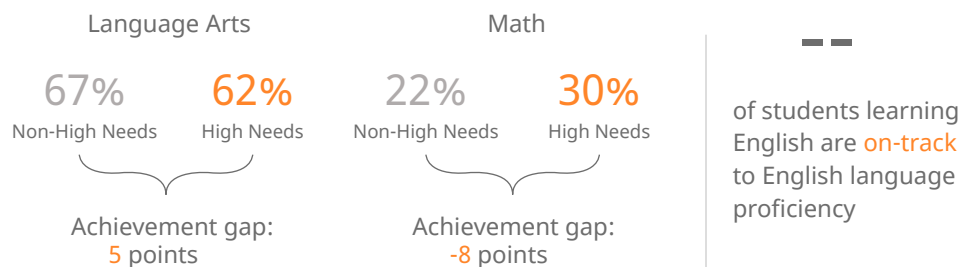 Language Arts
67% 62%
Non-High Needs High Needs
Achievement gap:
5 points
Math
22% 30%
Non-High Needs High Needs
Achievement gap:
-8 points
--
of students learning
English are on-track
to English language
proficiency